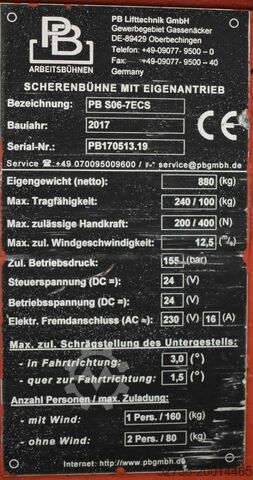 PB
ARBEITSBÜHNEN
PB Lifttechnik GmbH
Gewerbegebiet Gassenäcker
DE-89429 Oberbechingen
Telefon: +49-09077- 9500 – 0
Fax: +49-09077- 9500 – 40
Germany
SCHERENBÜHNE MIT EIGENANTRIEB
Bezeichnung: PB S06-7ECS
Baujahr: 2017
Serial-Nr.: PB170513.19
Service ☎:+49 070095009600 / service@pbgmbh.de
Eigengewicht (netto): 880 (kg)
Max. Tragfähigkeit: 240 / 100 (kg)
Max. zulässige Handkraft: 200 / 400 (N)
Max. zul. Windgeschwindigkeit: 12,5 (m/s)
Zul. Betriebsdruck: 155 (bar)
Steuerspannung (DC =): 24 (V)
Betriebsspannung (DC =): 24 (V)
Elektr. Fremdanschluss (AC ≈): 230 (V) 16 (A)
Max. zul. Schrägstellung des Untergestells:
- in Fahrtrichtung: 3,0 (°)
- quer zur Fahrtrichtung: 1,5 (°)
Anzahl Personen / max. Zuladung:
- mit Wind: 1 Pers. / 160 (kg)
- ohne Wind: 2 Pers. / 80 (kg)
Internet: http://www.pbgmbh.de